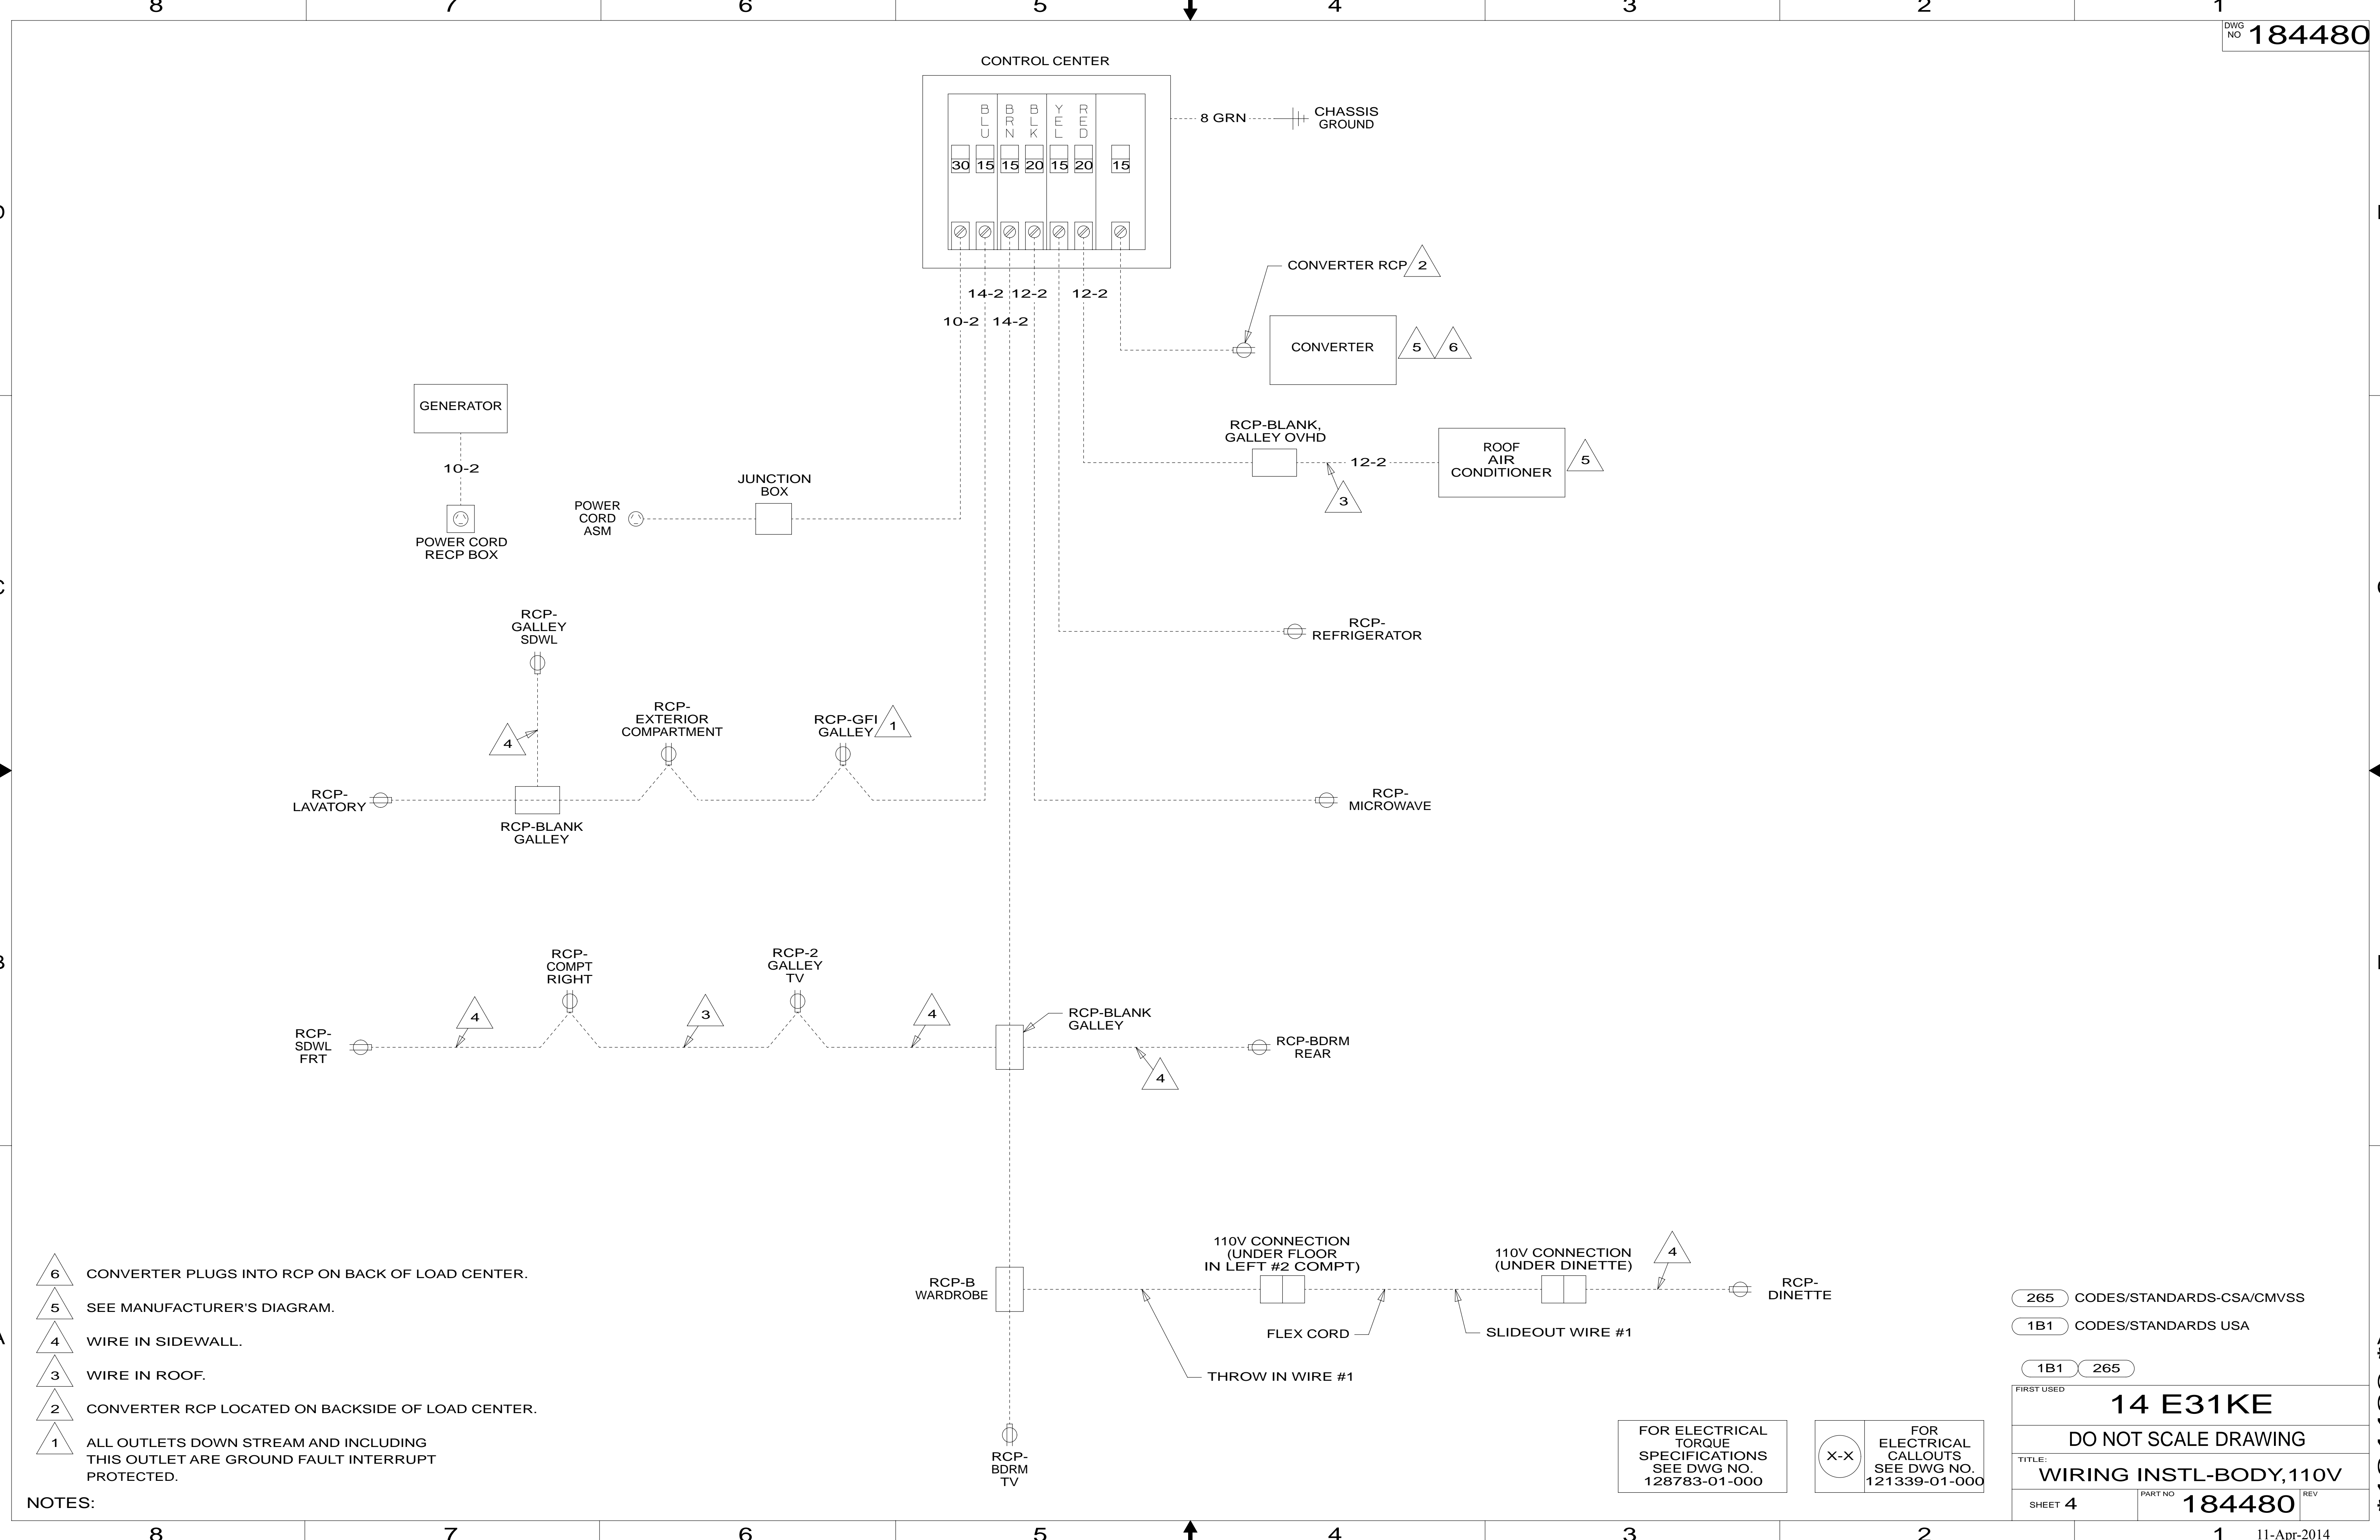 8 7 6 5 4 3 2 1
DWG
NO 184480
CONTROL CENTER
BLU BRN BLK YEL RED
30 15 15 20 15 20 15
8 GRN
CHASSIS
GROUND
14-2 12-2 12-2
10-2 14-2
CONVERTER RCP 2
CONVERTER 5 6
GENERATOR
10-2
POWER CORD
RECP BOX
POWER
CORD
ASM
JUNCTION
BOX
RCP-BLANK,
GALLEY OVHD
12-2
3
ROOF
AIR
CONDITIONER
5
RCP-
REFRIGERATOR
RCP-
GALLEY
SDWL
4
RCP-
EXTERIOR
COMPARTMENT
RCP-GFI
GALLEY
1
RCP-
LAVATORY
RCP-BLANK
GALLEY
RCP-
MICROWAVE
RCP-
COMPT
RIGHT
RCP-2
GALLEY
TV
4
3
4
RCP-
SDWL
FRT
RCP-BLANK
GALLEY
RCP-BDRM
REAR
4
RCP-B
WARDROBE
110V CONNECTION
(UNDER FLOOR
IN LEFT #2 COMPT)
110V CONNECTION
(UNDER DINETTE)
4
RCP-
DINETTE
FLEX CORD
SLIDEOUT WIRE #1
THROW IN WIRE #1
RCP-
BDRM
TV
6 CONVERTER PLUGS INTO RCP ON BACK OF LOAD CENTER.
5 SEE MANUFACTURER'S DIAGRAM.
4 WIRE IN SIDEWALL.
3 WIRE IN ROOF.
2 CONVERTER RCP LOCATED ON BACKSIDE OF LOAD CENTER.
1 ALL OUTLETS DOWN STREAM AND INCLUDING
THIS OUTLET ARE GROUND FAULT INTERRUPT
PROTECTED.
NOTES:
FOR ELECTRICAL
TORQUE
SPECIFICATIONS
SEE DWG NO.
128783-01-000
X-X
FOR
ELECTRICAL
CALLOUTS
SEE DWG NO.
121339-01-000
265 CODES/STANDARDS-CSA/CMVSS
1B1 CODES/STANDARDS USA
1B1 265
FIRST USED
14 E31KE
DO NOT SCALE DRAWING
TITLE:
WIRING INSTL-BODY,110V
SHEET 4
PART NO 184480
REV
8 7 6 5 4 3 2 1
11-Apr-2014